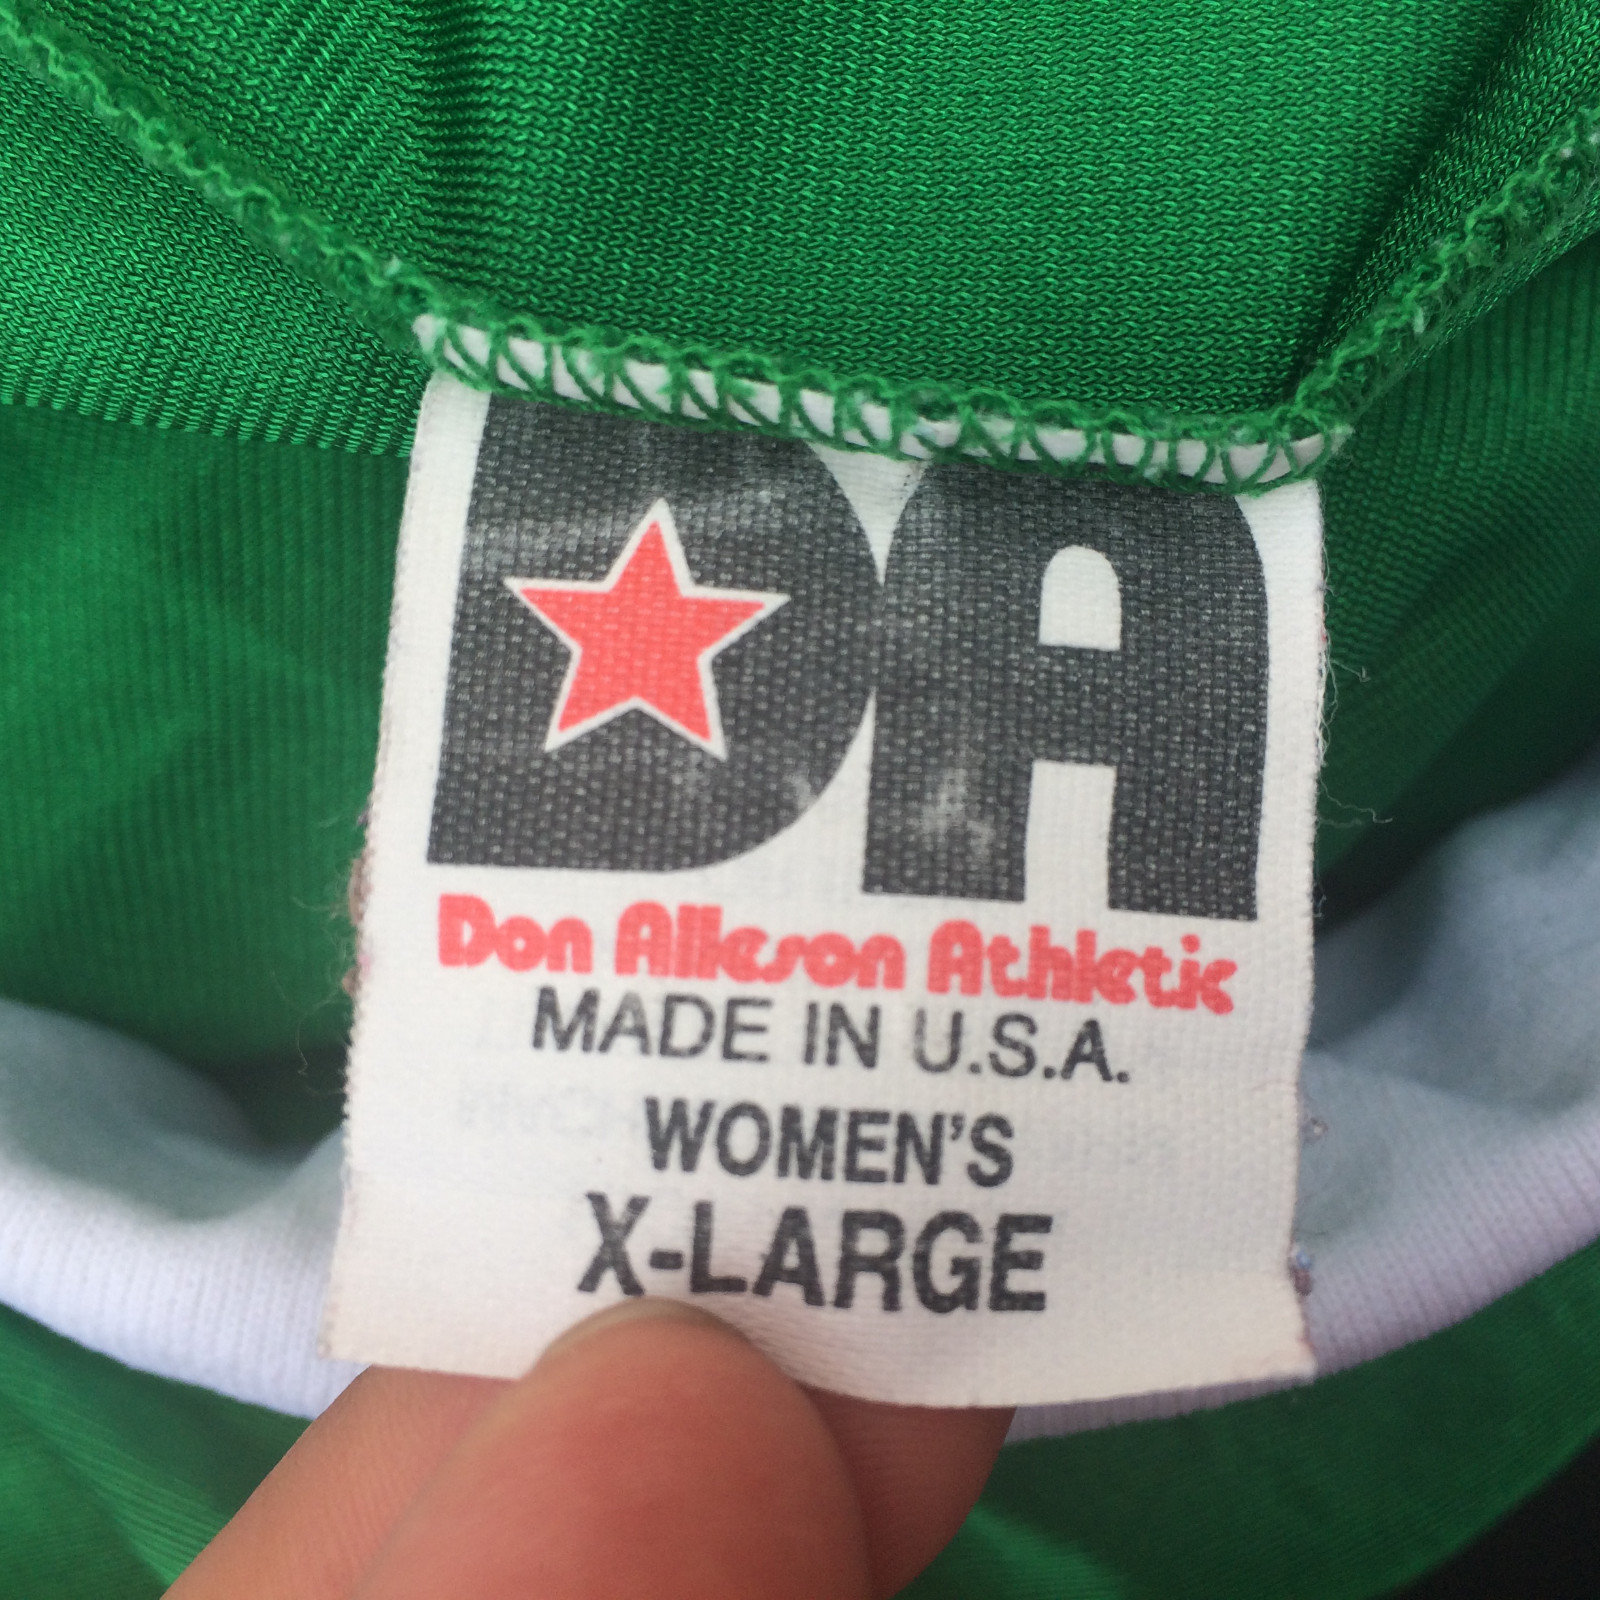 DA
Don Alleson Athletic
MADE IN U.S.A.
WOMEN'S
X-LARGE